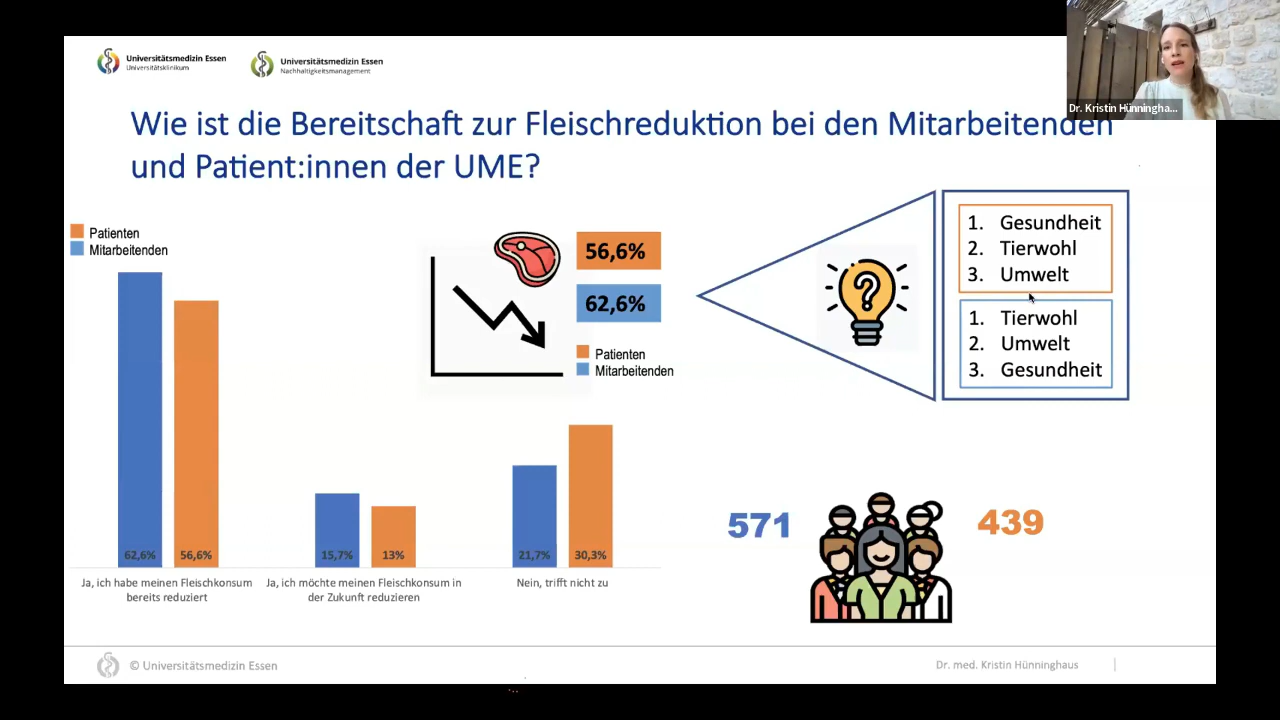 Universitätsmedizin Essen
Universitätsklinikum
Universitätsmedizin Essen
Nachhaltigkeitsmanagement
Dr. Kristin Hünningha...
Wie ist die Bereitschaft zur Fleischreduktion bei den Mitarbeitenden
und Patient:innen der UME?
Patienten
Mitarbeitenden
56,6%
62,6%
Patienten
Mitarbeitenden
1. Gesundheit
2. Tierwohl
3. Umwelt
1. Tierwohl
2. Umwelt
3. Gesundheit
62,6% 56,6% 15,7% 13% 21,7% 30,3%
Ja, ich habe meinen Fleischkonsum
bereits reduziert
Ja, ich möchte meinen Fleischkonsum in
der Zukunft reduzieren
Nein, trifft nicht zu
571
439
© Universitätsmedizin Essen
Dr. med. Kristin Hünninghaus